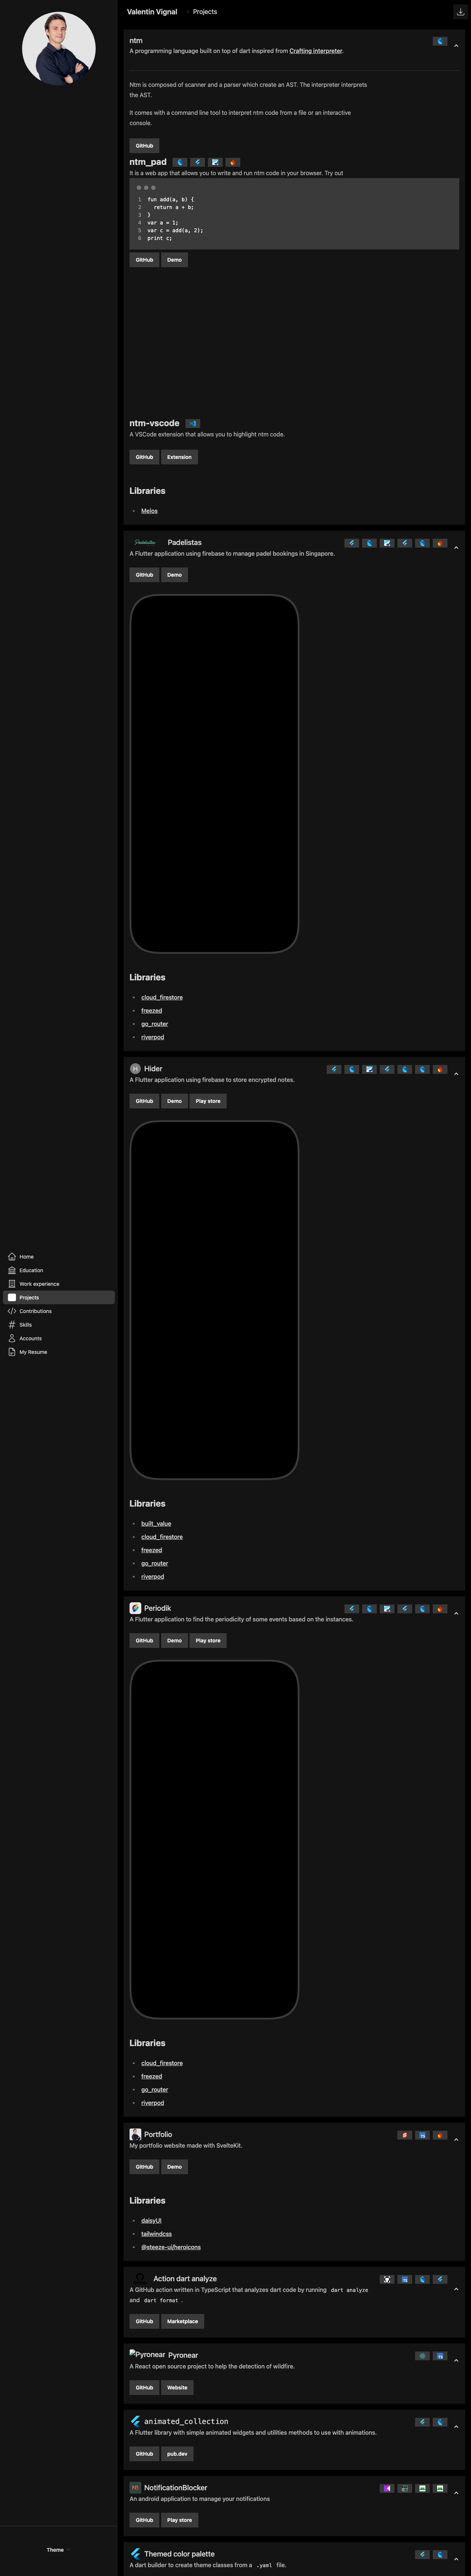 Valentin Vignal
Projects
Home
Education
Work experience
Projects
Contributions
Skills
Accounts
My Resume
Theme
ntm
A programming language built on top of dart inspired from Crafting interpreter.
Ntm is composed of scanner and a parser which create an AST. The interpreter interprets
the AST.
It comes with a command line tool to interpret ntm code from a file or an interactive
console.
GitHub
ntm_pad
It is a web app that allows you to write and run ntm code in your browser. Try out
1 fun add(a, b) {
2   return a + b;
3 }
4 var a = 1;
5 var c = add(a, 2);
6 print c;
GitHub Demo
ntm-vscode
A VSCode extension that allows you to highlight ntm code.
GitHub Extension
Libraries
Melos
Padelistas Padelistas
A Flutter application using firebase to manage padel bookings in Singapore.
GitHub Demo
Libraries
cloud_firestore
freezed
go_router
riverpod
H Hider
A Flutter application using firebase to store encrypted notes.
GitHub Demo Play store
Libraries
built_value
cloud_firestore
freezed
go_router
riverpod
Periodik
A Flutter application to find the periodicity of some events based on the instances.
GitHub Demo Play store
Libraries
cloud_firestore
freezed
go_router
riverpod
Portfolio
My portfolio website made with SvelteKit.
GitHub Demo
Libraries
daisyUI
tailwindcss
@steeze-ui/heroicons
Action dart analyze
A GitHub action written in TypeScript that analyzes dart code by running dart analyze
and dart format .
GitHub Marketplace
Pyronear Pyronear
A React open source project to help the detection of wildfire.
GitHub Website
animated_collection
A Flutter library with simple animated widgets and utilities methods to use with animations.
GitHub pub.dev
NotificationBlocker
An android application to manage your notifications
GitHub Play store
Themed color palette
A dart builder to create theme classes from a .yaml file.